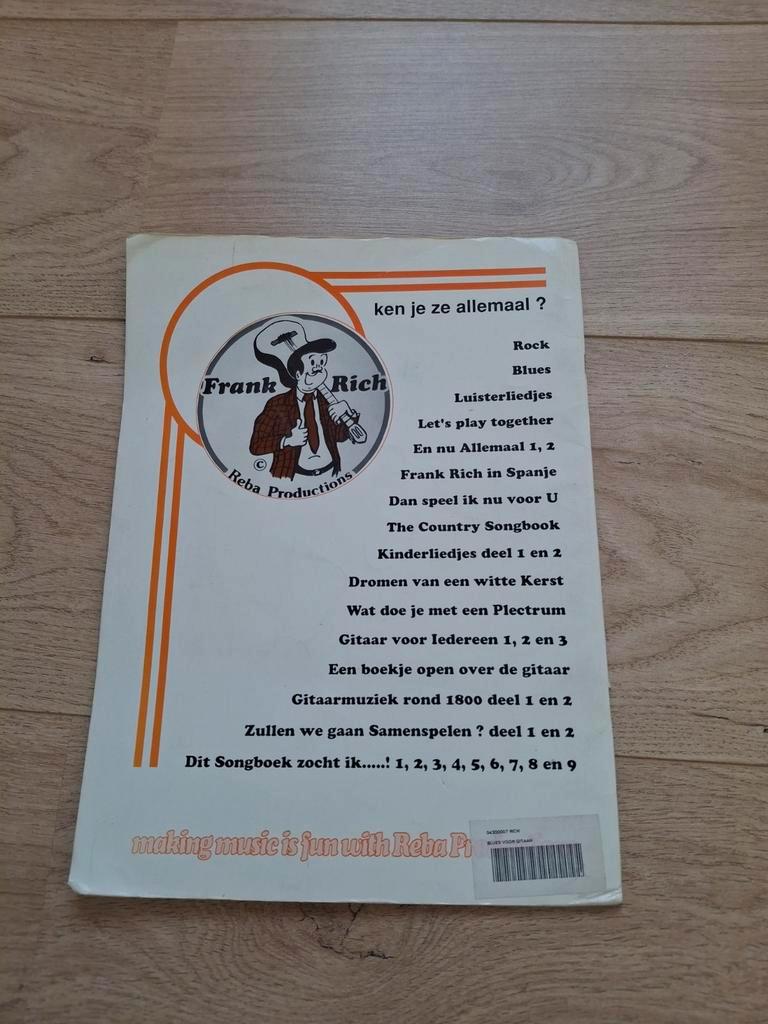 ken je ze allemaal ?
Frank Rich
©
Reba Productions
Rock
Blues
Luisterliedjes
Let's play together
En nu Allemaal 1, 2
Frank Rich in Spanje
Dan speel ik nu voor U
The Country Songbook
Kinderliedjes deel 1 en 2
Dromen van een witte Kerst
Wat doe je met een Plectrum
Gitaar voor Iedereen 1, 2 en 3
Een boekje open over de gitaar
Gitaarmuziek rond 1800 deel 1 en 2
Zullen we gaan Samenspelen ? deel 1 en 2
Dit Songboek zocht ik.....! 1, 2, 3, 4, 5, 6, 7, 8 en 9
making music is fun with Reba
RICH
BLUES VOOR GITAAR